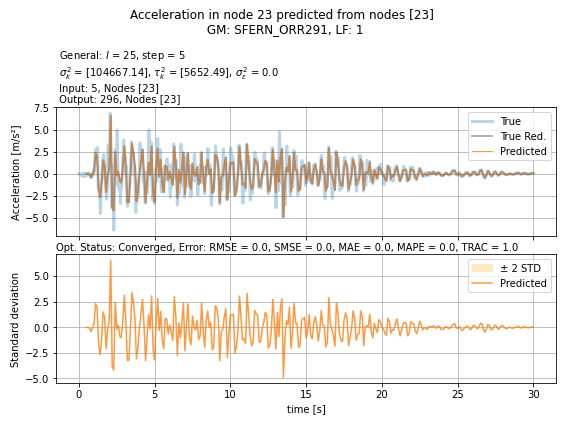 Acceleration in node 23 predicted from nodes [23]
GM: SFERN_ORR291, LF: 1
General: l = 25, step = 5
σ²ₖ = [104667.14], τ²ₖ = [5652.49], σ²ε = 0.0
Input: 5, Nodes [23]
Output: 296, Nodes [23]
Acceleration [m/s²]
7.5
5.0
2.5
0.0
−2.5
−5.0
True
True Red.
Predicted
Opt. Status: Converged, Error: RMSE = 0.0, SMSE = 0.0, MAE = 0.0, MAPE = 0.0, TRAC = 1.0
Standard deviation
5.0
2.5
0.0
−2.5
−5.0
± 2 STD
Predicted
0
5
10
15
20
25
30
time [s]